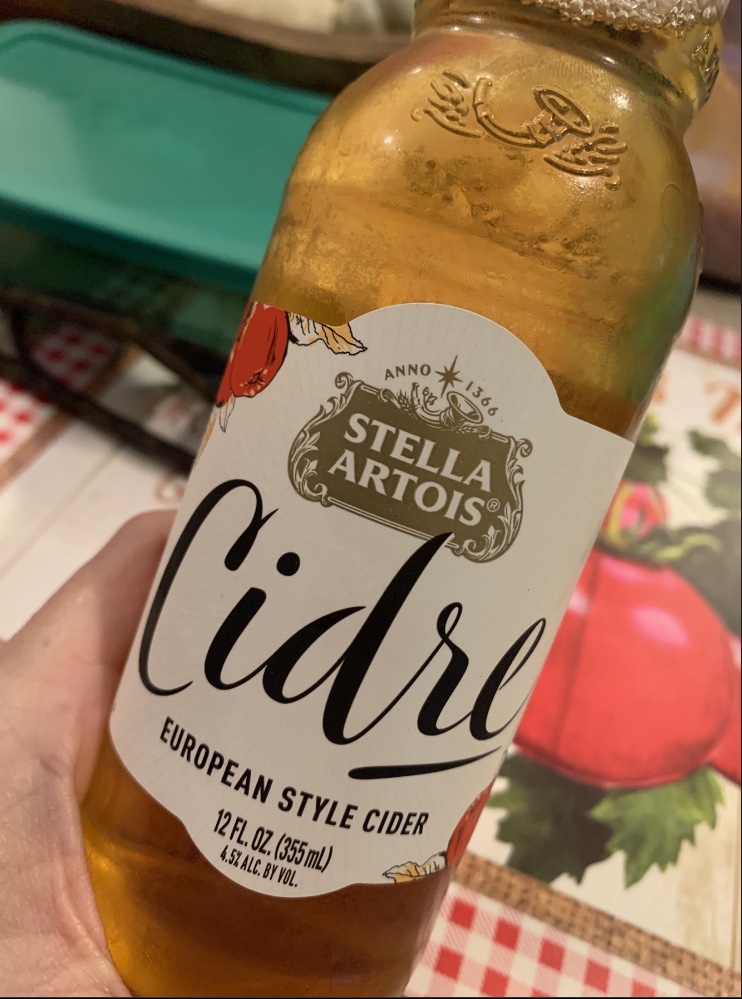 ANNO 1366
STELLA
ARTOIS®
Cidre
EUROPEAN STYLE CIDER
12 FL. OZ. (355 mL)
4.5% ALC. BY VOL.